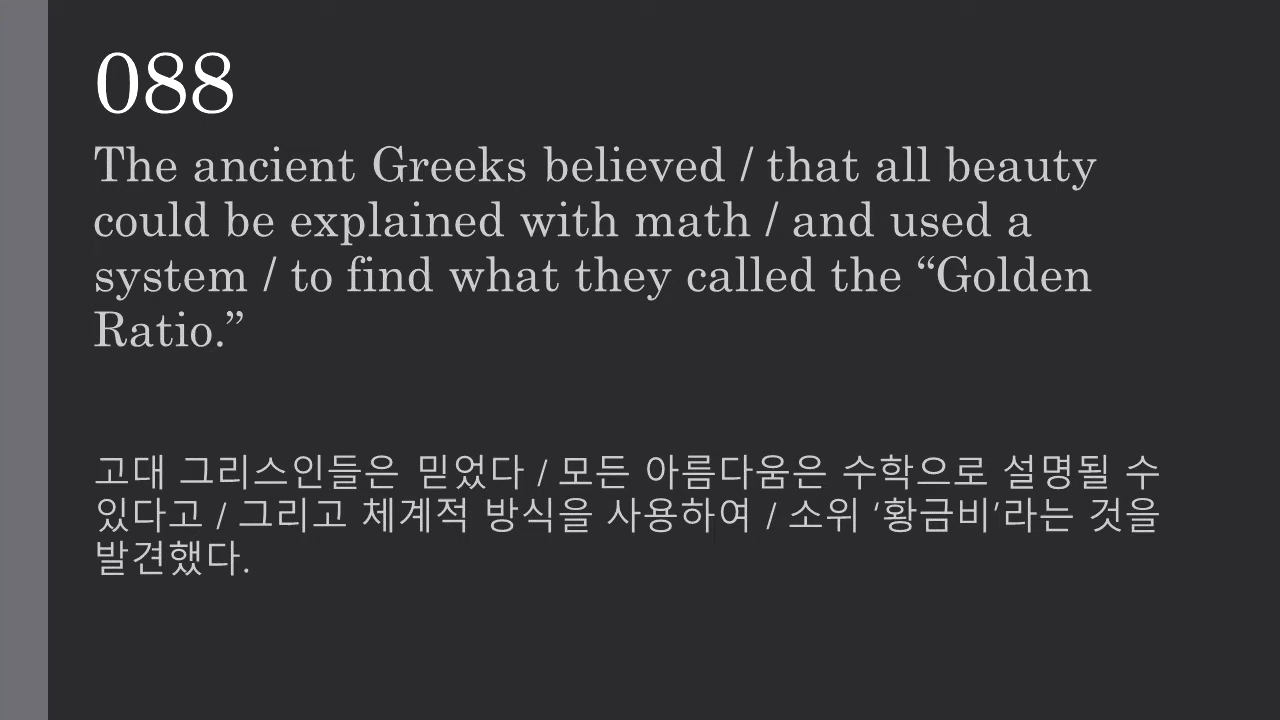 088
The ancient Greeks believed / that all beauty
could be explained with math / and used a
system / to find what they called the “Golden
Ratio.”
고대 그리스인들은 믿었다 / 모든 아름다움은 수학으로 설명될 수
있다고 / 그리고 체계적 방식을 사용하여 / 소위 ‘황금비’라는 것을
발견했다.